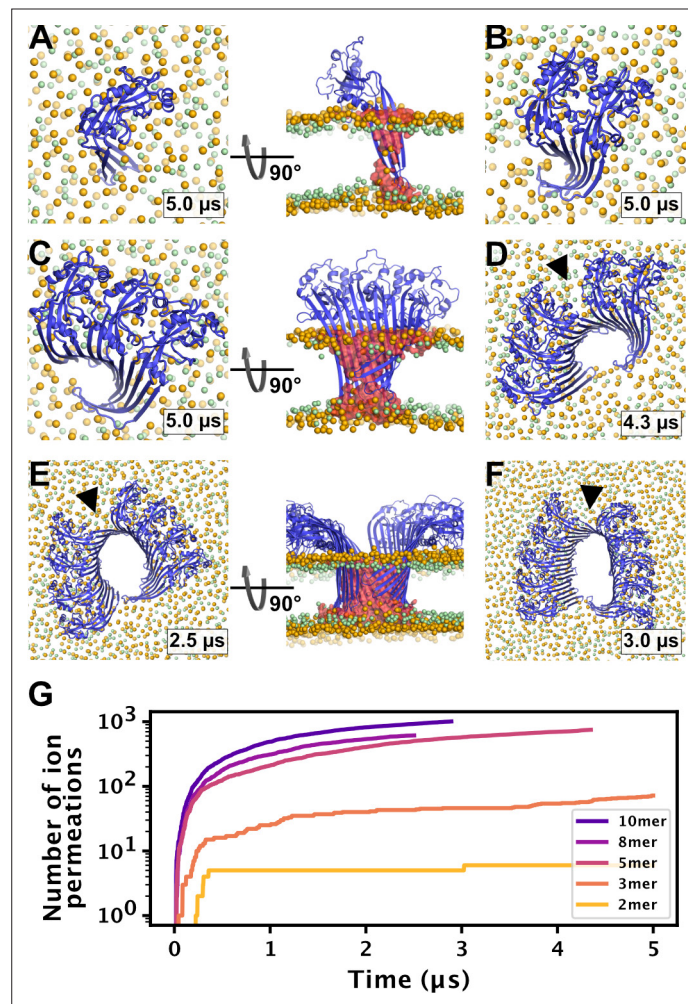 A
5.0 μs
90°
B
5.0 μs
C
5.0 μs
90°
D
4.3 μs
E
2.5 μs
90°
F
3.0 μs
G
Number of ion
permeations
10³
10²
10¹
10⁰
10mer
8mer
5mer
3mer
2mer
0 1 2 3 4 5
Time (μs)